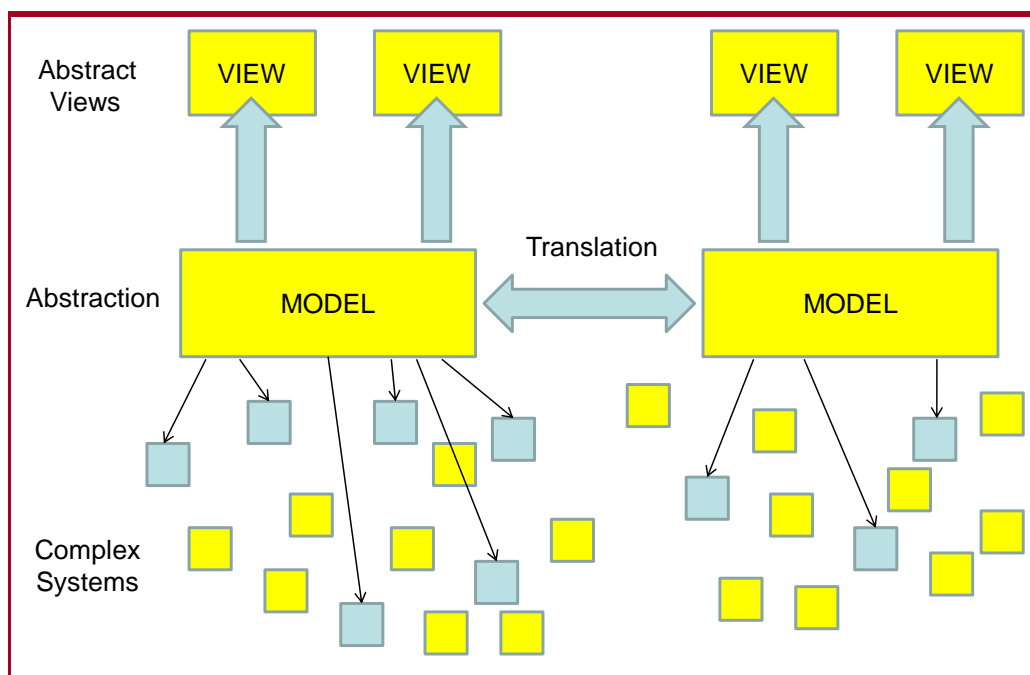 Abstract
Views
VIEW
VIEW
VIEW
VIEW
Translation
Abstraction
MODEL
MODEL
Complex
Systems